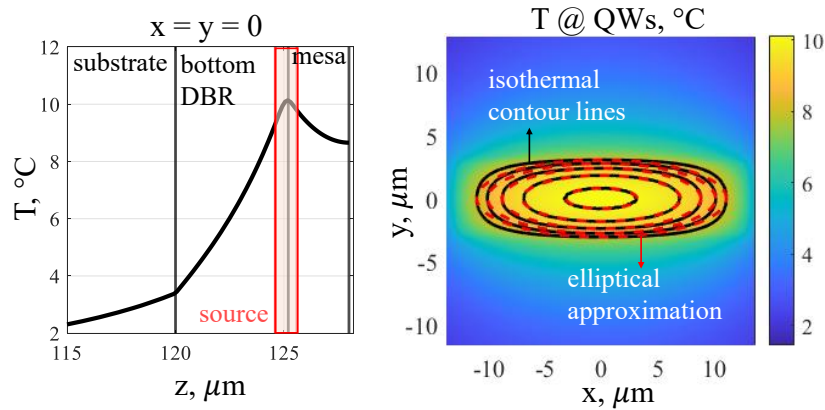 x = y = 0
12
10
8
6
4
2
T, °C
substrate
bottom
DBR
mesa
source
115
120
125
z, μm
T @ QWs, °C
10
5
0
-5
-10
y, μm
isothermal
contour lines
elliptical
approximation
-10
-5
0
5
10
x, μm
10
8
6
4
2